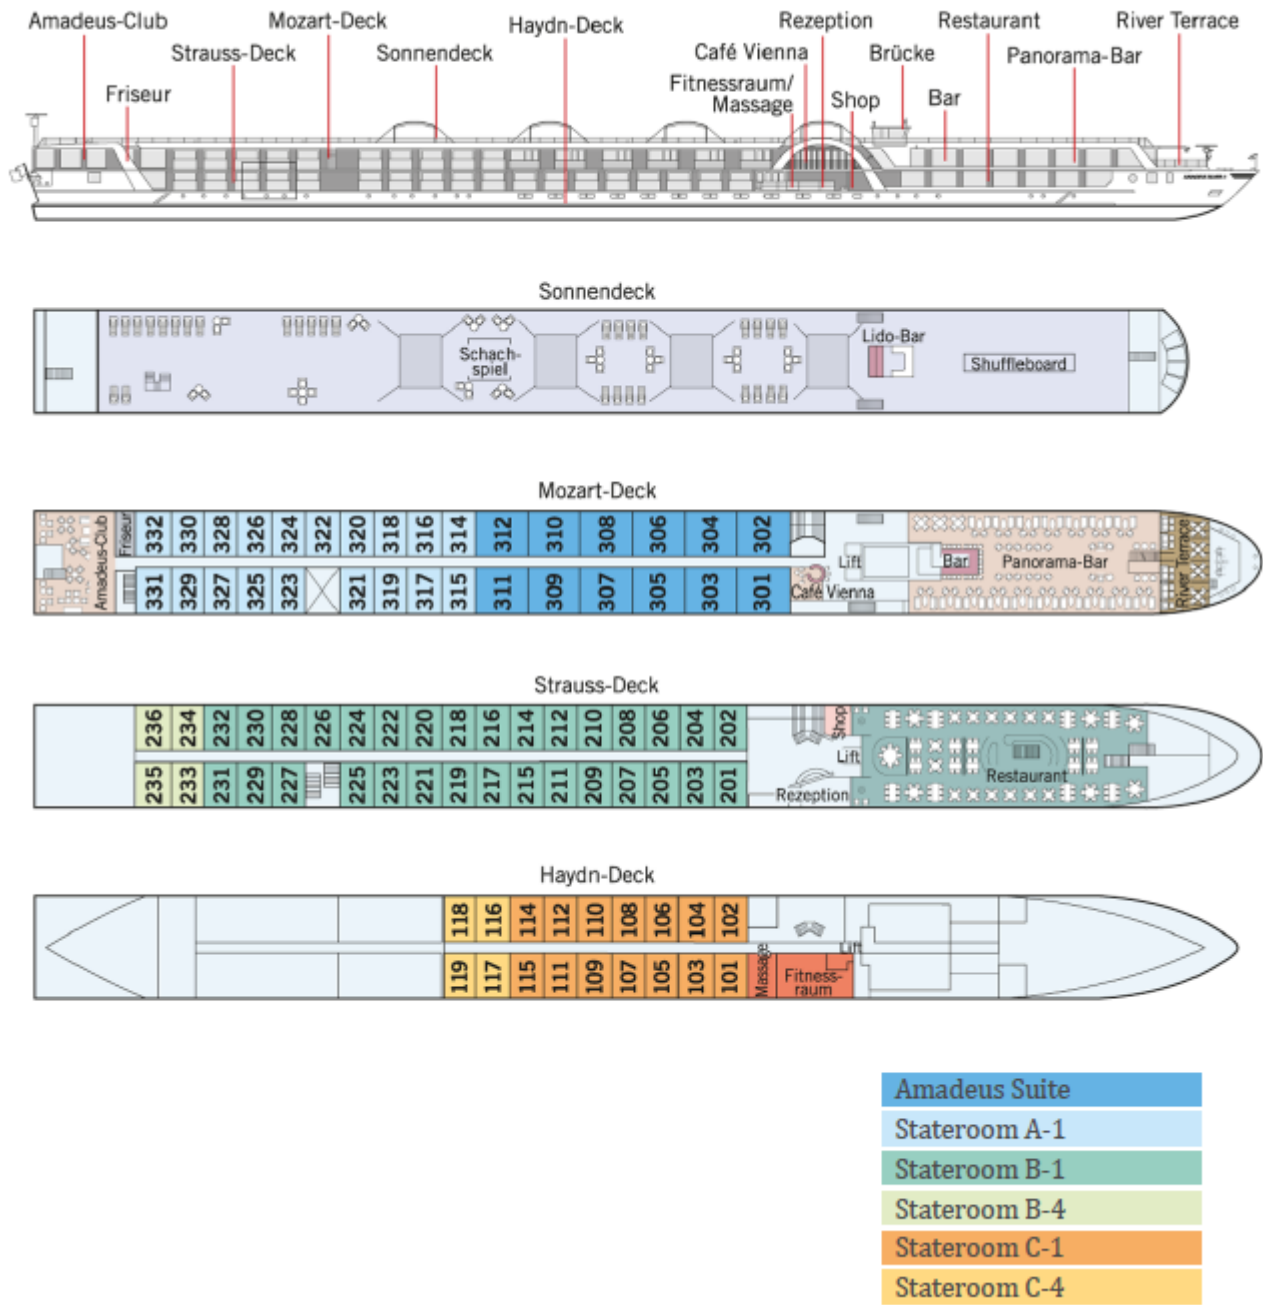 Amadeus-Club
Mozart-Deck
Haydn-Deck
Rezeption
Restaurant
River Terrace
Strauss-Deck
Sonnendeck
Café Vienna
Brücke
Panorama-Bar
Friseur
Fitnessraum/
Massage
Shop
Bar
Sonnendeck
Schach-
spiel
Lido-Bar
Shuffleboard
Mozart-Deck
Amadeus-Club
Friseur
332 330 328 326 324 322 320 318 316 314 312 310 308 306 304 302
331 329 327 325 323 321 319 317 315 311 309 307 305 303 301
Lift
Bar
Panorama-Bar
River Terrace
Café Vienna
Strauss-Deck
236 234 232 230 228 226 224 222 220 218 216 214 212 210 208 206 204 202
235 233 231 229 227 225 223 221 219 217 215 211 209 207 205 203 201
Shop
Lift
Restaurant
Rezeption
Haydn-Deck
118 116 114 112 110 108 106 104 102
119 117 115 111 109 107 105 103 101
Massage
Lift
Fitness-
raum
Amadeus Suite
Stateroom A-1
Stateroom B-1
Stateroom B-4
Stateroom C-1
Stateroom C-4